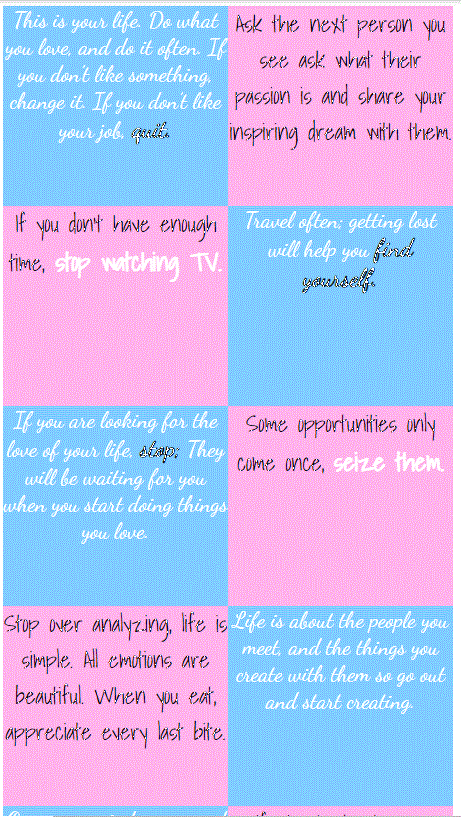 This is your life. Do what
you love, and do it often. If
you don't like something,
change it. If you don't like
your job, quit.
Ask the next person you
see ask what their
passion is and share your
inspiring dream with them.
If you don't have enough
time, stop watching TV.
Travel often; getting lost
will help you find
yourself.
If you are looking for the
love of your life, stop; They
will be waiting for you
when you start doing things
you love.
Some opportunities only
come once, seize them.
Stop over analyzing, life is
simple. All emotions are
beautiful. When you eat,
appreciate every last bite.
Life is about the people you
meet, and the things you
create with them so go out
and start creating.